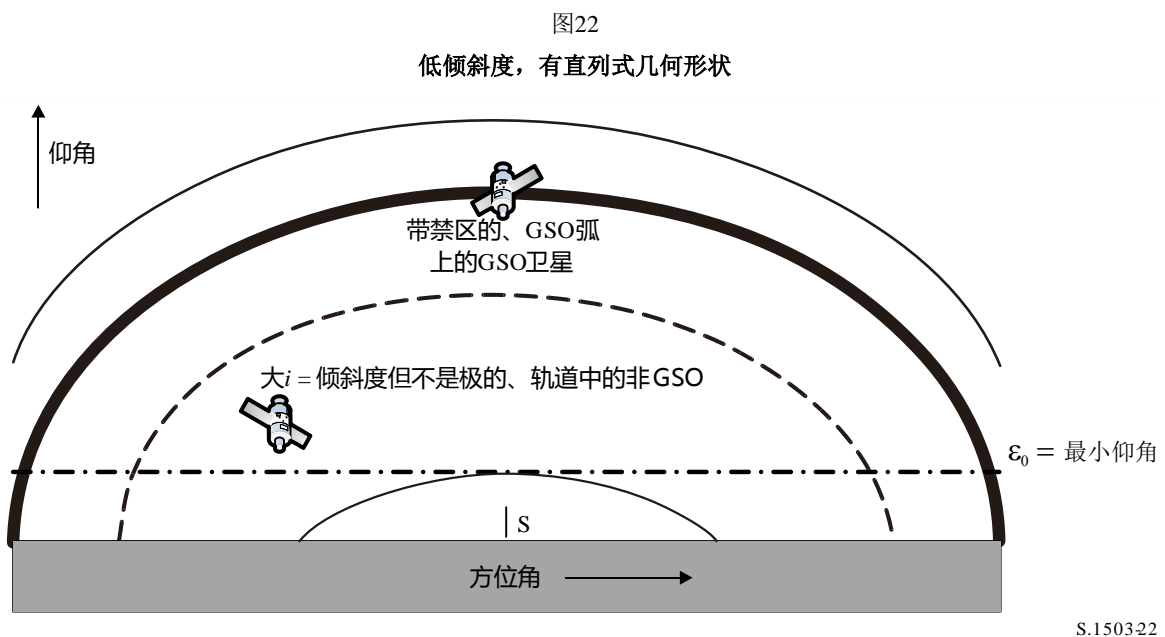 图22
低倾斜度，有直列式几何形状
仰角
带禁区的、GSO弧
上的GSO卫星
大i = 倾斜度但不是极的、轨道中的非GSO
ε₀ = 最小仰角
S
方位角
S.1503-22